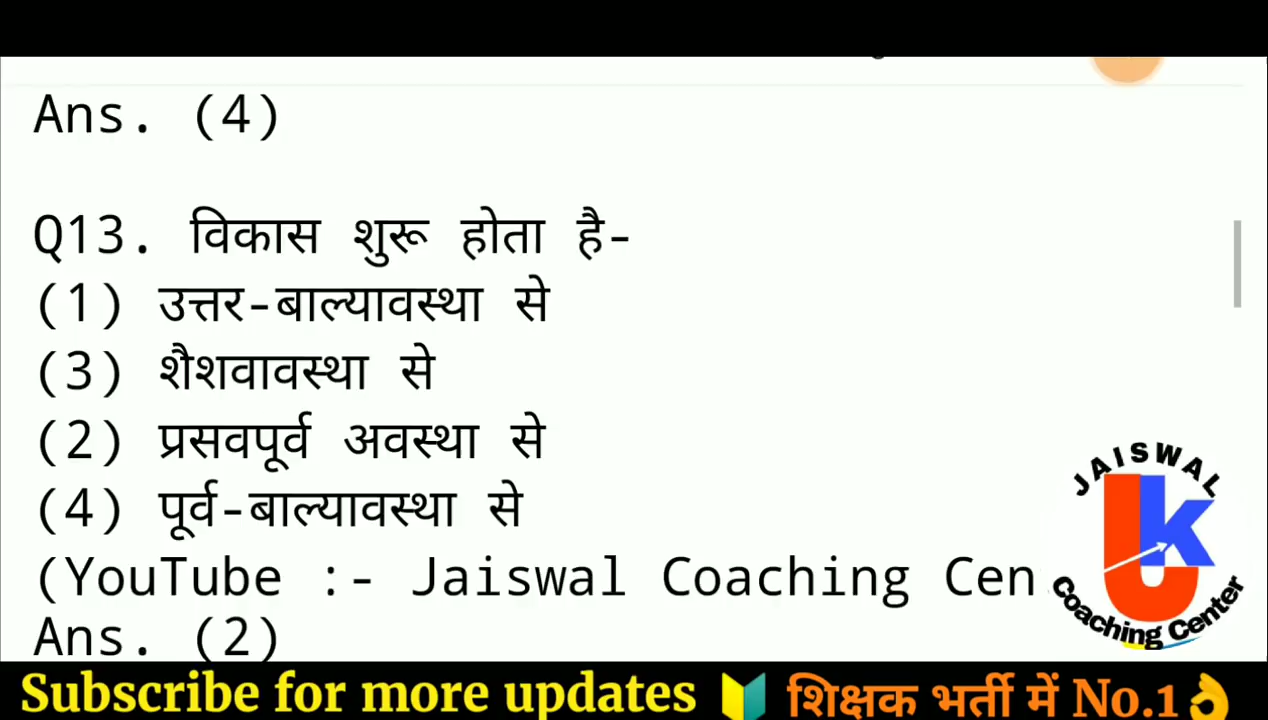 Ans. (4)
Q13. विकास शुरू होता है-
(1) उत्तर-बाल्यावस्था से
(3) शैशवावस्था से
(2) प्रसवपूर्व अवस्था से
(4) पूर्व-बाल्यावस्था से
(YouTube :- Jaiswal Coaching Cen
Ans. (2)
JAISWAL
JK
Coaching Center
Subscribe for more updates 🔰 शिक्षक भर्ती में No.1👌